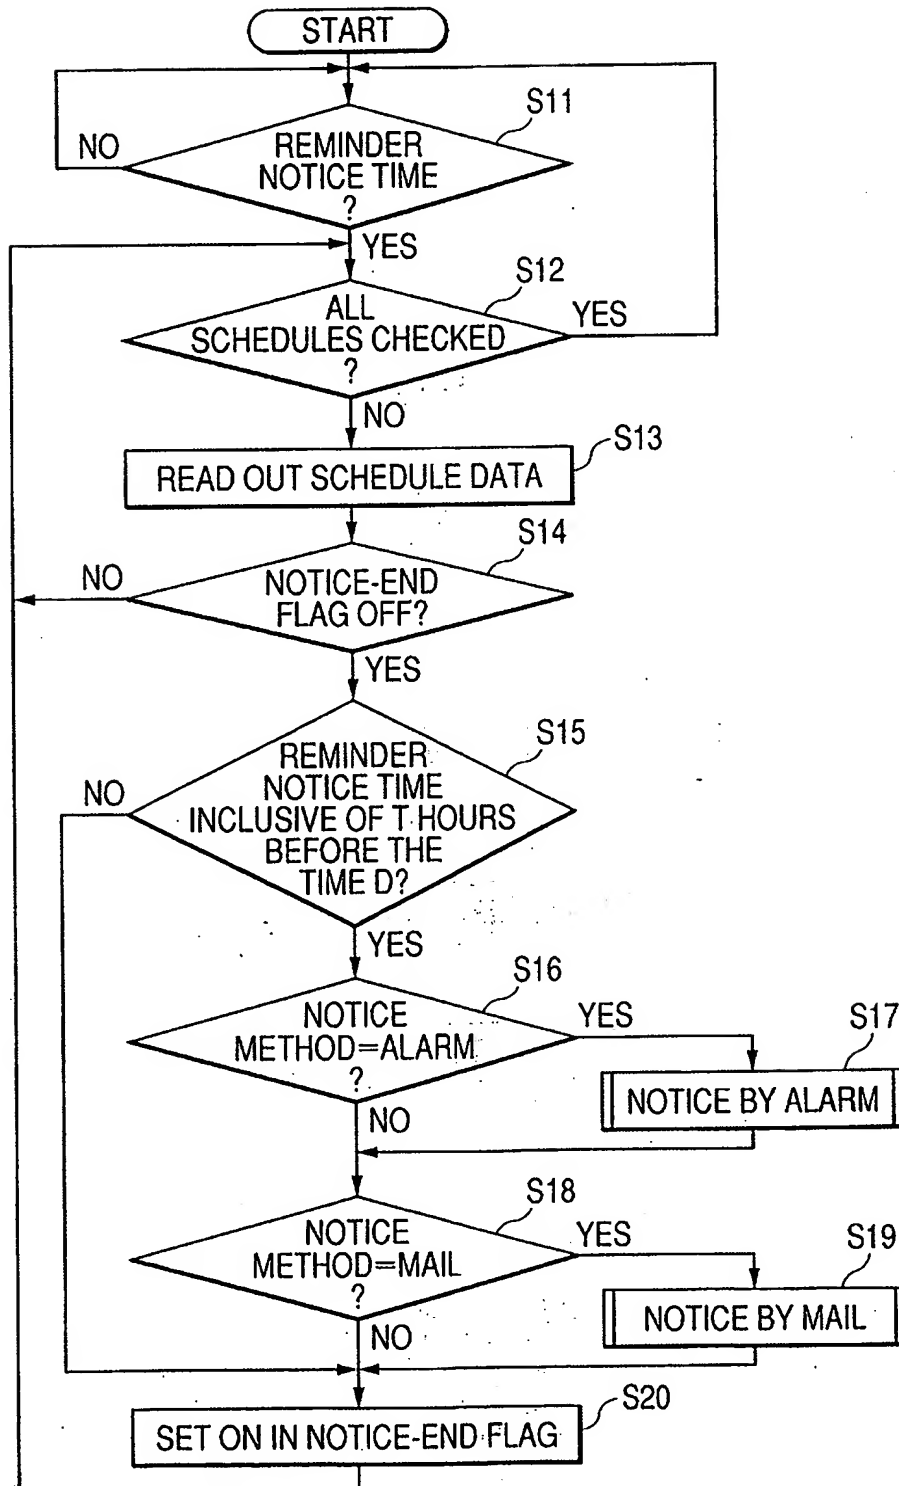 START
S11
NO
REMINDER
NOTICE TIME
?
YES
S12
ALL
SCHEDULES CHECKED
?
YES
NO
S13
READ OUT SCHEDULE DATA
S14
NO
NOTICE-END
FLAG OFF?
YES
S15
NO
REMINDER
NOTICE TIME
INCLUSIVE OF T HOURS
BEFORE THE
TIME D?
YES
S16
NOTICE
METHOD=ALARM
?
YES
S17
NOTICE BY ALARM
NO
S18
NOTICE
METHOD=MAIL
?
YES
S19
NOTICE BY MAIL
NO
S20
SET ON IN NOTICE-END FLAG